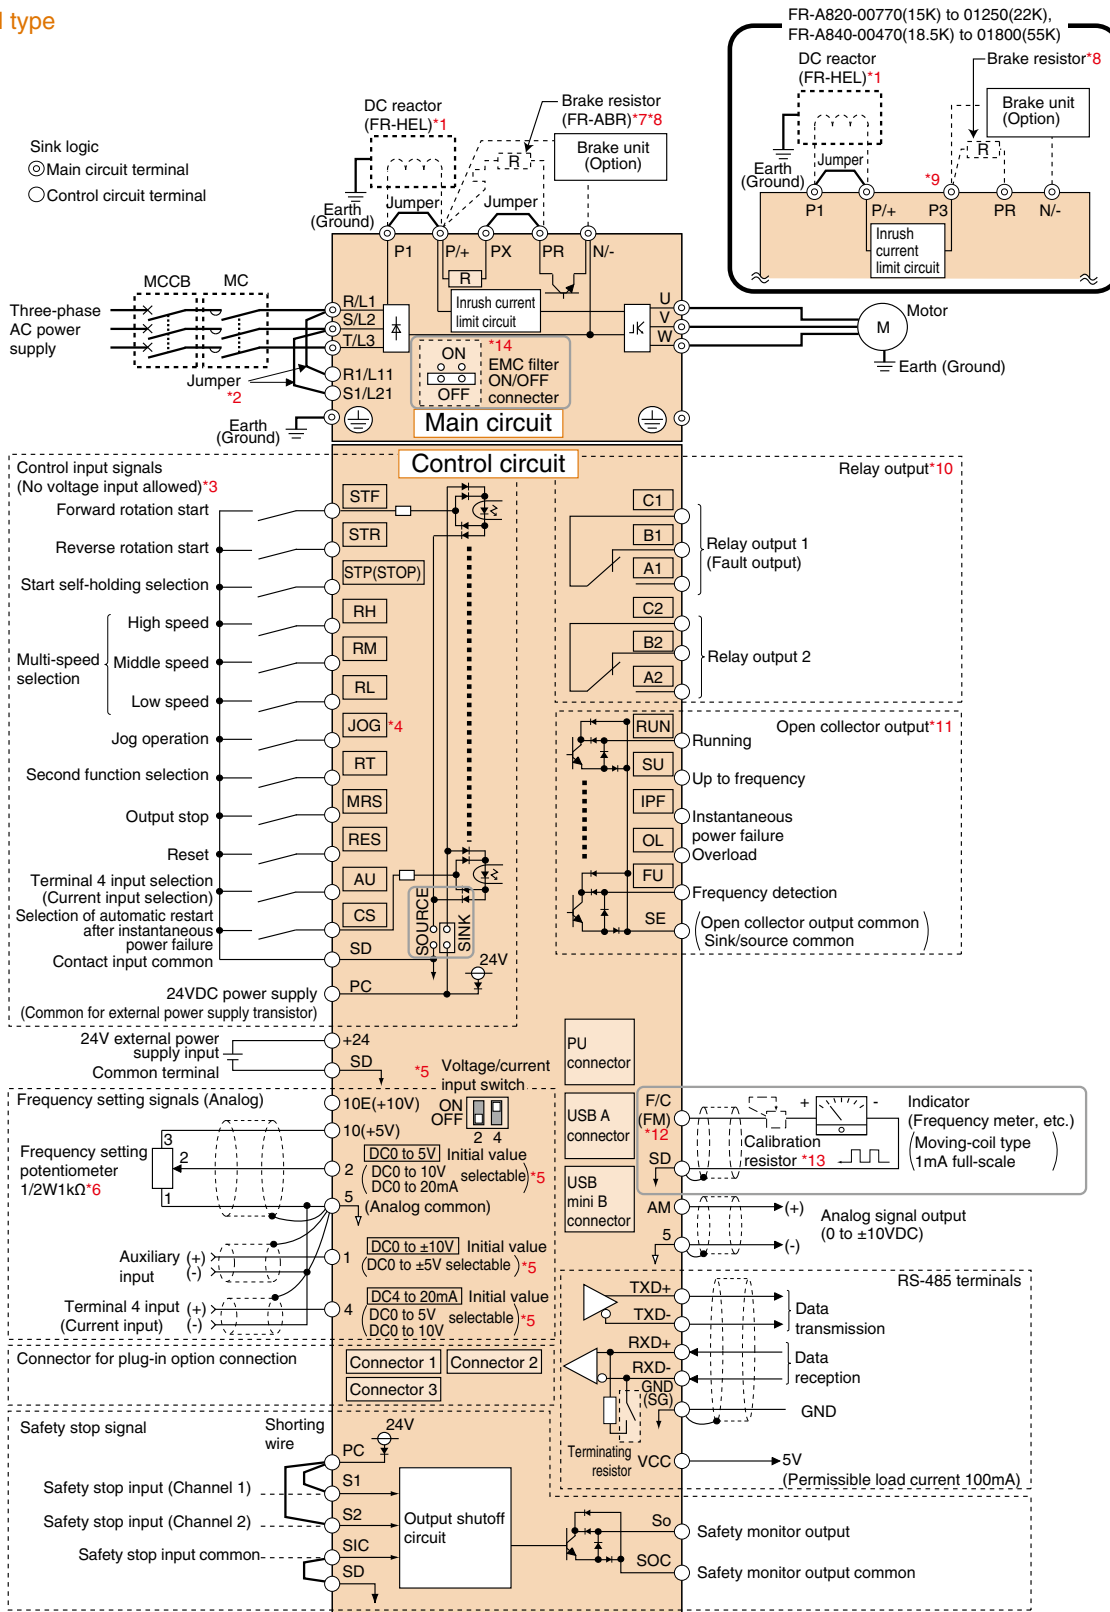 l type
FR-A820-00770(15K) to 01250(22K),
FR-A840-00470(18.5K) to 01800(55K)
DC reactor
(FR-HEL)*1
Brake resistor*8
Brake unit
(Option)
R
Earth
(Ground)
Jumper
*9
P1
P/+
P3
PR
N/-
Inrush
current
limit circuit
Sink logic
Main circuit terminal
Control circuit terminal
DC reactor
(FR-HEL)*1
Brake resistor
(FR-ABR)*7*8
Brake unit
(Option)
R
Earth
(Ground)
Jumper
Jumper
P1
P/+
PX
PR
N/-
R
Inrush current
limit circuit
MCCB
MC
Three-phase
AC power
supply
R/L1
S/L2
T/L3
R1/L11
S1/L21
Jumper
*2
Earth
(Ground)
U
V
W
Motor
M
Earth (Ground)
*14
ON
OFF
EMC filter
ON/OFF
connecter
Main circuit
Control circuit
Control input signals
(No voltage input allowed)*3
Forward rotation start
STF
Reverse rotation start
STR
Start self-holding selection
STP(STOP)
Multi-speed
selection
High speed
RH
Middle speed
RM
Low speed
RL
Jog operation
JOG *4
Second function selection
RT
Output stop
MRS
Reset
RES
Terminal 4 input selection
(Current input selection)
AU
Selection of automatic restart
after instantaneous
power failure
CS
Contact input common
SD
SOURCE
SINK
24V
24VDC power supply
(Common for external power supply transistor)
PC
Relay output*10
C1
B1
A1
Relay output 1
(Fault output)
C2
B2
A2
Relay output 2
Open collector output*11
RUN
Running
SU
Up to frequency
IPF
Instantaneous
power failure
OL
Overload
FU
Frequency detection
SE
(Open collector output common
Sink/source common)
24V external power
supply input
+24
Common terminal
SD
*5 Voltage/current
input switch
ON
OFF
2 4
PU
connector
USB A
connector
USB
mini B
connector
Frequency setting signals (Analog)
10E(+10V)
10(+5V)
Frequency setting
potentiometer
1/2W1kΩ*6
3
2
1
2
DC0 to 5V Initial value
(DC0 to 10V
DC0 to 20mA selectable) *5
5
(Analog common)
Auxiliary
input
(+)
(-)
1
DC0 to ±10V Initial value
(DC0 to ±5V selectable) *5
Terminal 4 input
(Current input)
(+)
(-)
4
DC4 to 20mA Initial value
(DC0 to 5V
DC0 to 10V selectable) *5
F/C
(FM)
*12
SD
+
-
Calibration
resistor *13
Indicator
(Frequency meter, etc.)
(Moving-coil type
1mA full-scale)
AM
5
(+)
(-)
Analog signal output
(0 to ±10VDC)
RS-485 terminals
TXD+
TXD-
Data
transmission
RXD+
RXD-
Data
reception
GND
(SG)
GND
Terminating
resistor
VCC
5V
(Permissible load current 100mA)
Connector for plug-in option connection
Connector 1
Connector 2
Connector 3
Safety stop signal
Shorting
wire
24V
PC
Safety stop input (Channel 1)
S1
Safety stop input (Channel 2)
S2
Safety stop input common
SIC
SD
Output shutoff
circuit
So
Safety monitor output
SOC
Safety monitor output common